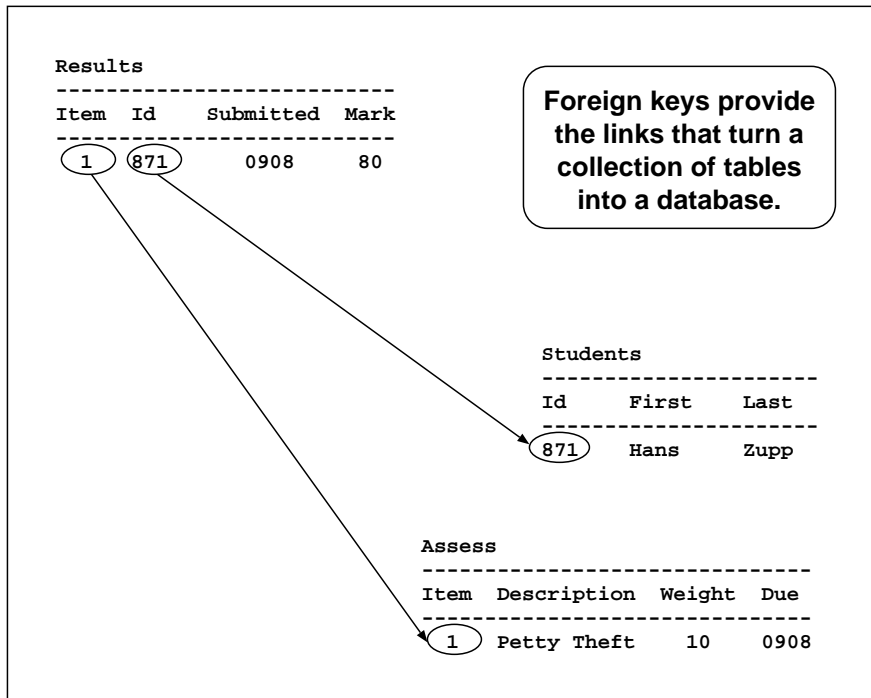 Results
-----------------------------
Item Id Submitted Mark
-----------------------------
1 871 0908 80
Foreign keys provide
the links that turn a
collection of tables
into a database.
Students
-----------------------
Id First Last
-----------------------
871 Hans Zupp
Assess
---------------------------------
Item Description Weight Due
---------------------------------
1 Petty Theft 10 0908